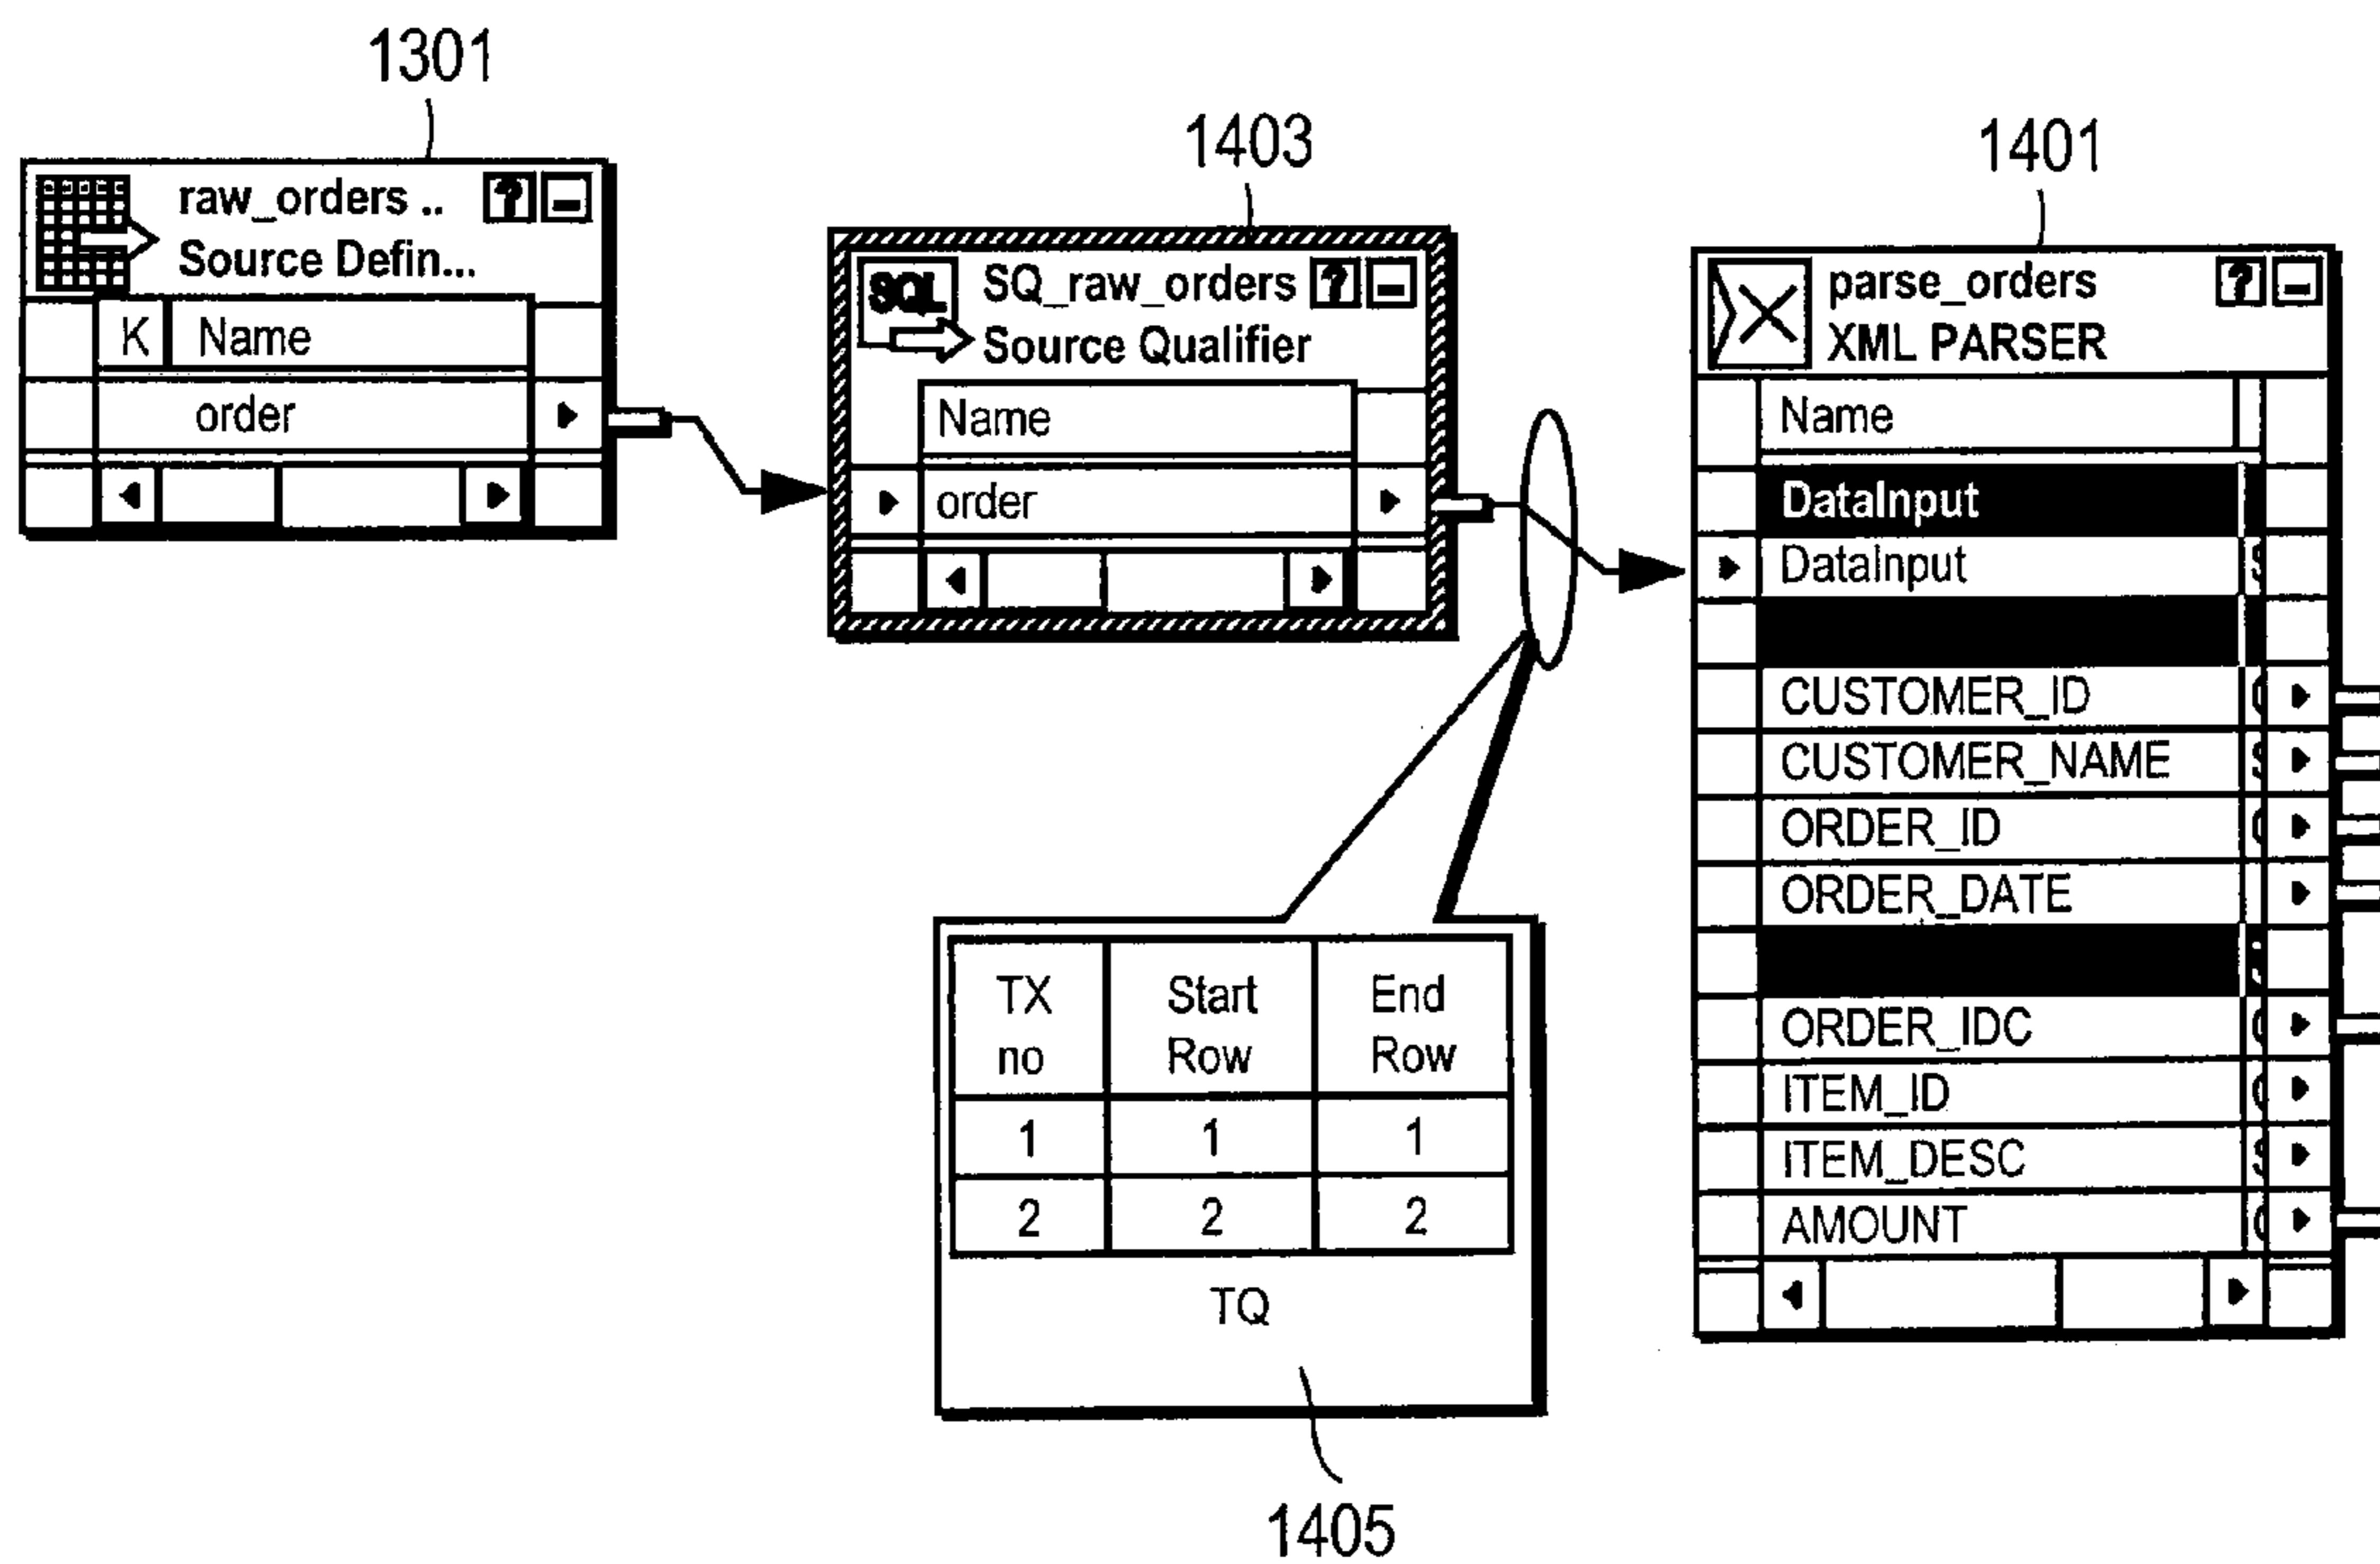 1301
raw_orders ..
Source Defin...
K Name
order
1403
SQL
SQ_raw_orders
Source Qualifier
Name
order
1401
parse_orders
XML PARSER
Name
DataInput
DataInput
CUSTOMER_ID
CUSTOMER_NAME
ORDER_ID
ORDER_DATE
ORDER_IDC
ITEM_ID
ITEM_DESC
AMOUNT
TX no Start Row End Row
1 1 1
2 2 2
TQ
1405